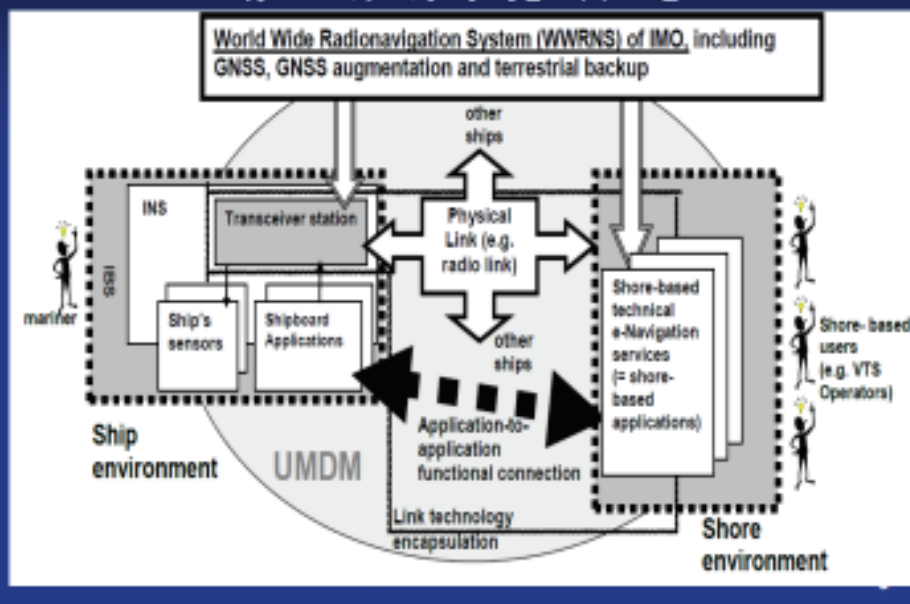 World Wide Radionavigation System (WWRNS) of IMO, including
GNSS, GNSS augmentation and terrestrial backup
other
ships
INS
Transceiver station
Physical
Link (e.g.
radio link)
IBS
mariner
Ship's
sensors
Shipboard
Applications
Shore-based
technical
e-Navigation
services
(= shore-
based
applications)
Shore- based
users
(e.g. VTS
Operators)
other
ships
Application-to-
application
functional connection
Ship
environment
UMDM
Link technology
encapsulation
Shore
environment